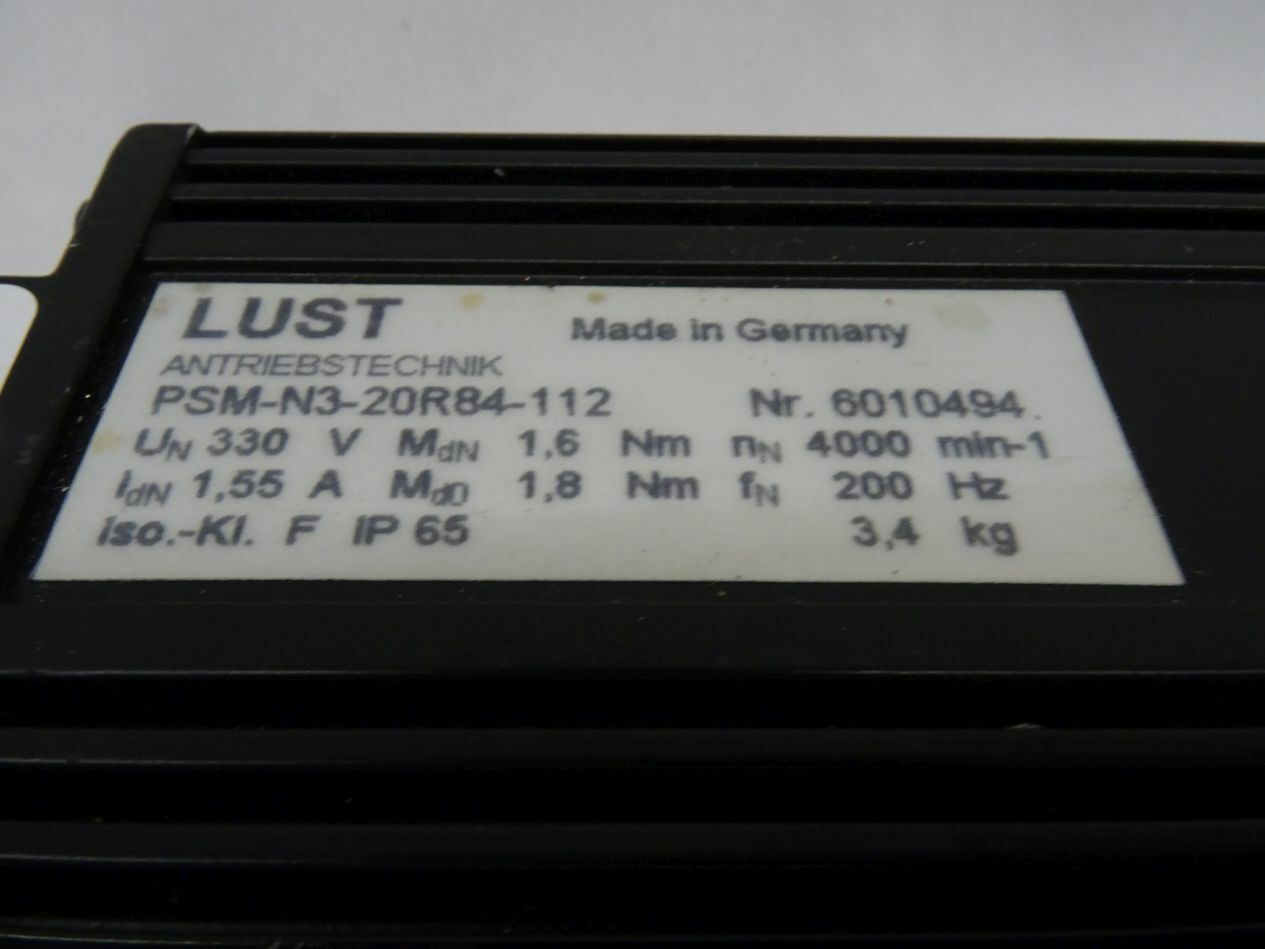 LUST Made in Germany
ANTRIEBSTECHNIK
PSM-N3-20R84-112 Nr. 6010494.
UN 330 V MdN 1,6 Nm nN 4000 min-1
IdN 1,55 A Md0 1,8 Nm fN 200 Hz
Iso.-Kl. F IP 65 3,4 kg